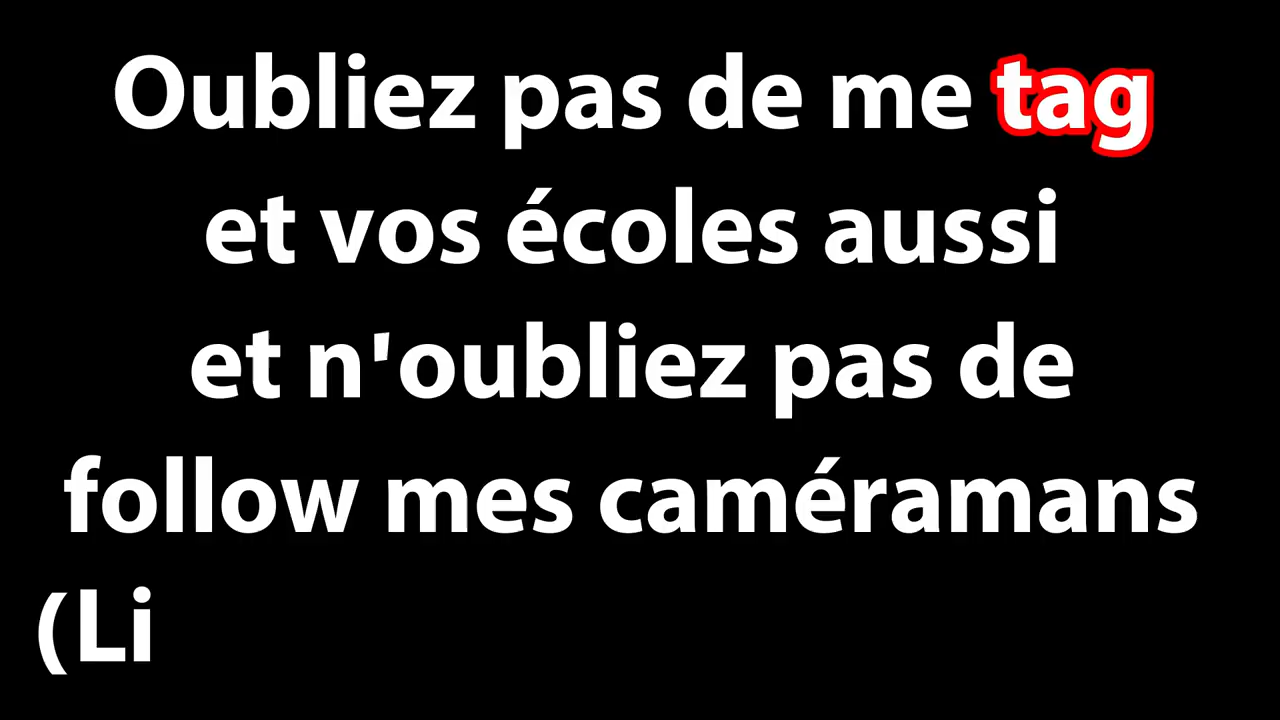 Oubliez pas de me tag
et vos écoles aussi
et n'oubliez pas de
follow mes caméramans
(Li